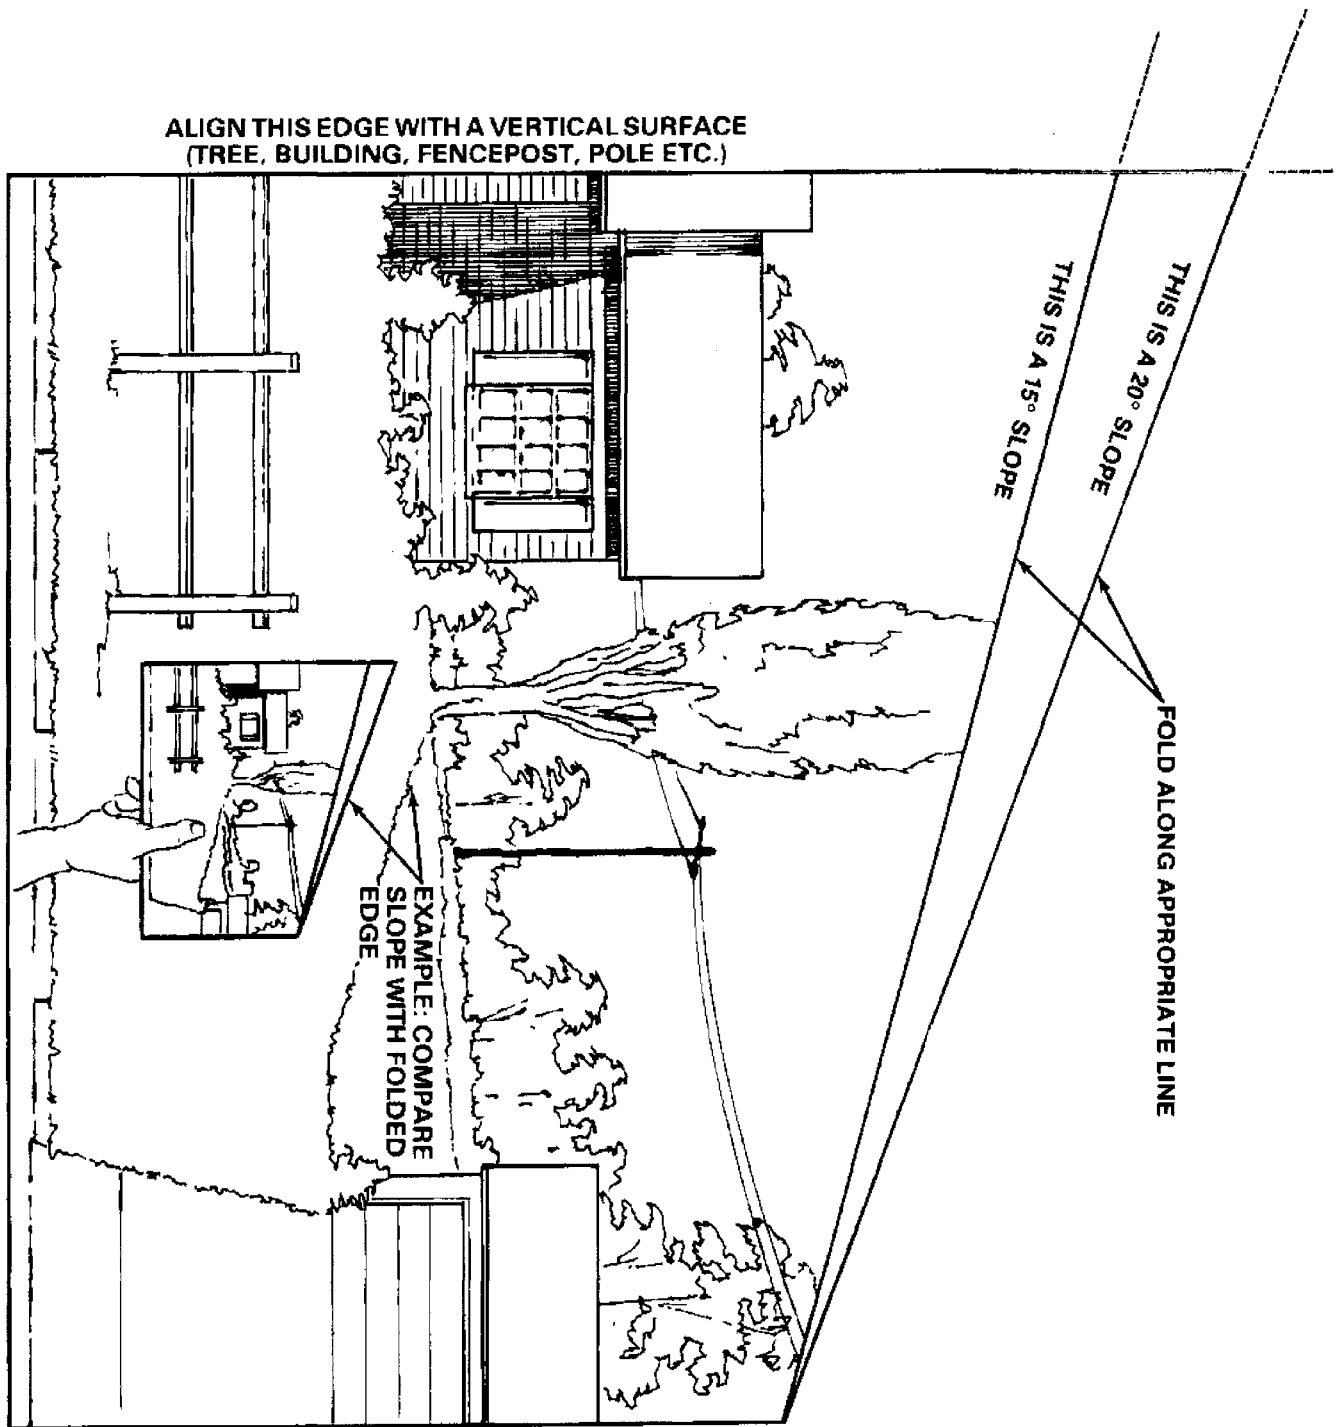 ALIGN THIS EDGE WITH A VERTICAL SURFACE
(TREE, BUILDING, FENCEPOST, POLE ETC.)
THIS IS A 20° SLOPE
THIS IS A 15° SLOPE
FOLD ALONG APPROPRIATE LINE
EXAMPLE: COMPARE
SLOPE WITH FOLDED
EDGE